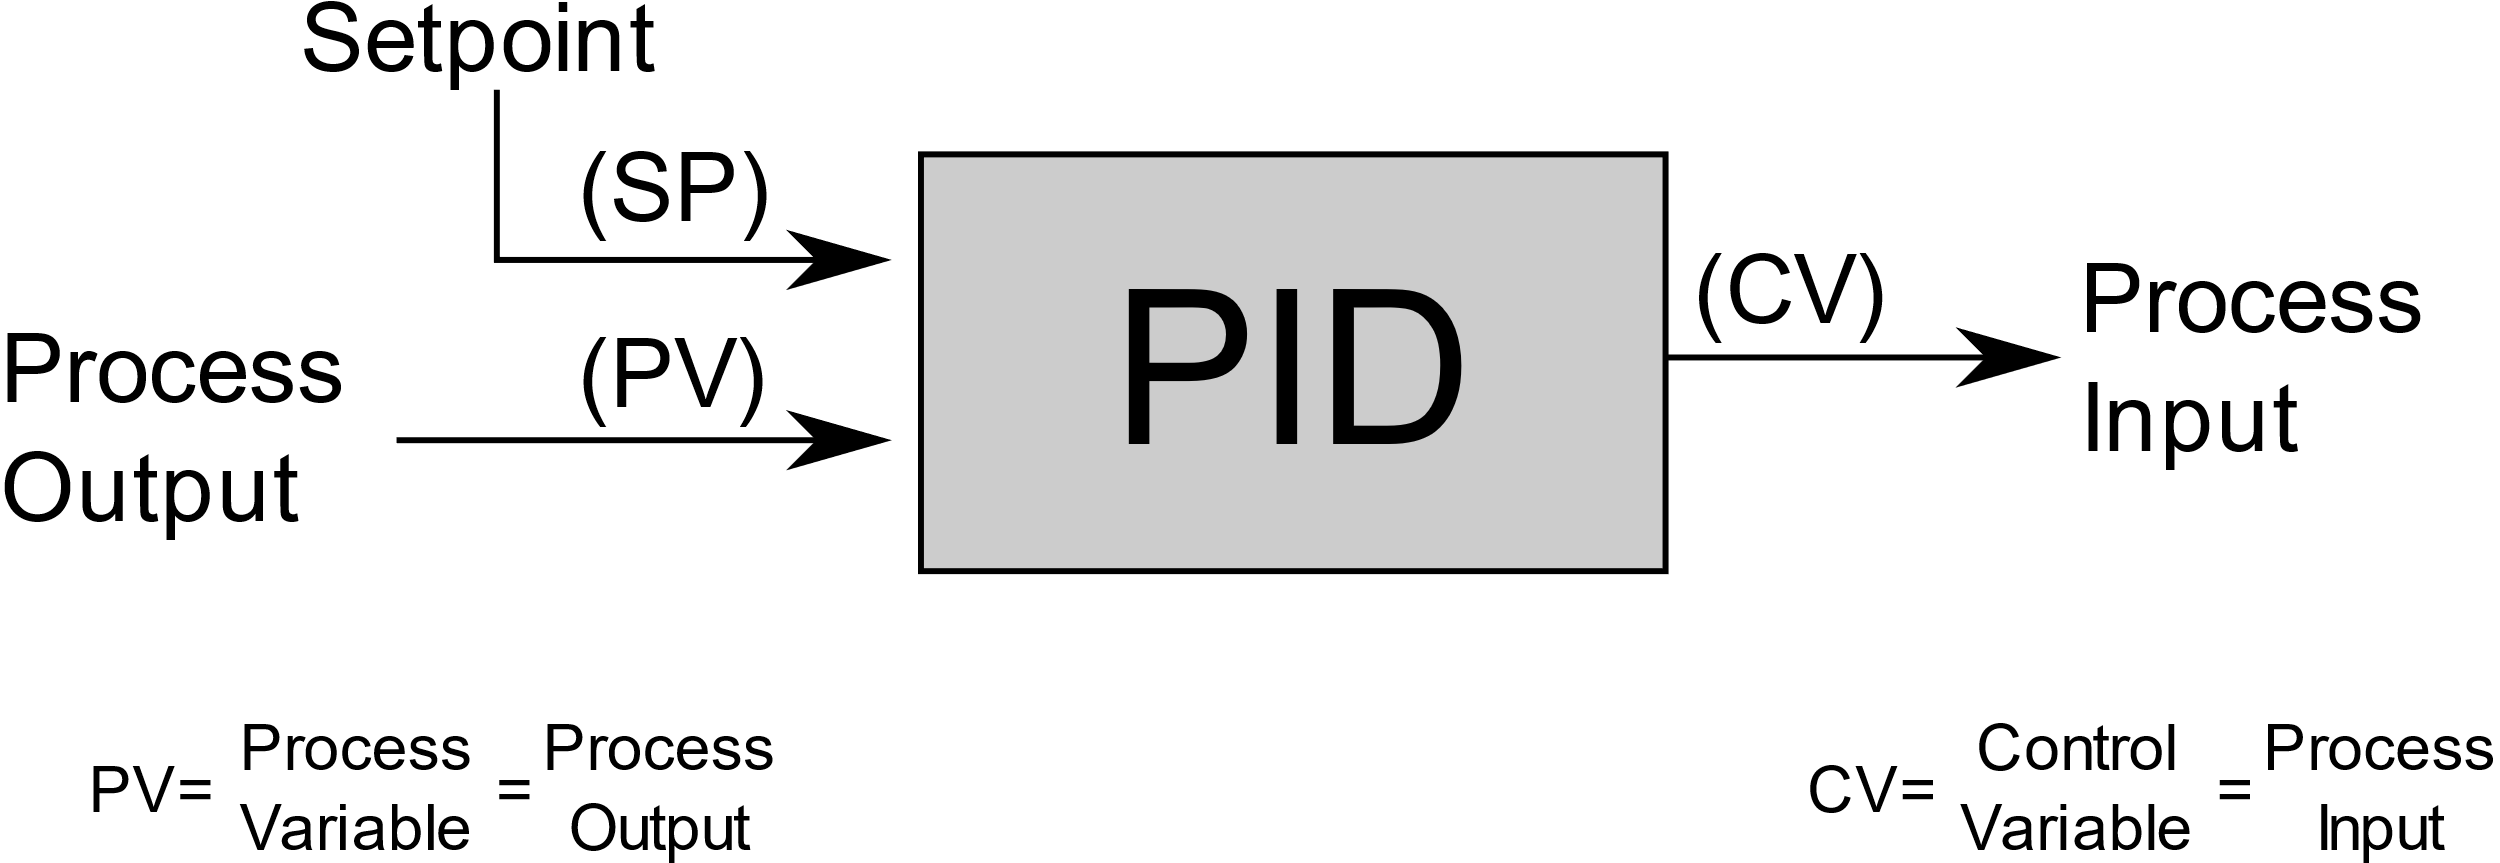 Setpoint
(SP)
Process
Output
(PV)
PID
(CV)
Process
Input
PV= Process Variable = Process Output
CV= Control Variable = Process Input